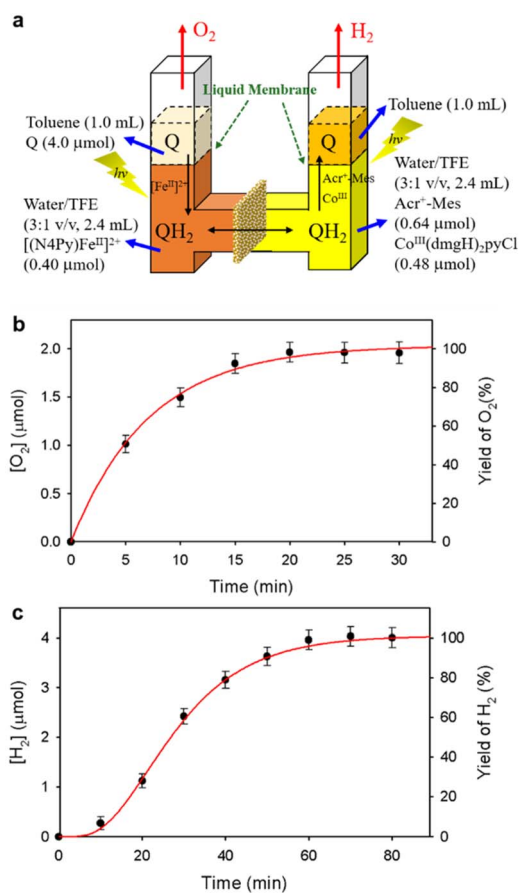 a
O₂
H₂
Liquid Membrane
Toluene (1.0 mL)
Q (4.0 μmol)
Q
Q
Toluene (1.0 mL)
hν
hν
[Feᴵᴵ]²⁺
Acr⁺-Mes
Coᴵᴵᴵ
Water/TFE
(3:1 v/v, 2.4 mL)
[(N4Py)Feᴵᴵ]²⁺
(0.40 μmol)
QH₂
QH₂
Water/TFE
(3:1 v/v, 2.4 mL)
Acr⁺-Mes
(0.64 μmol)
Coᴵᴵᴵ(dmgH)₂pyCl
(0.48 μmol)
b
[O₂] (μmol)
2.0
1.5
1.0
0.5
0.0
100
80
60
40
20
0
Yield of O₂(%)
0 5 10 15 20 25 30
Time (min)
c
[H₂] (μmol)
4
3
2
1
0
100
80
60
40
20
0
Yield of H₂ (%)
0 20 40 60 80
Time (min)